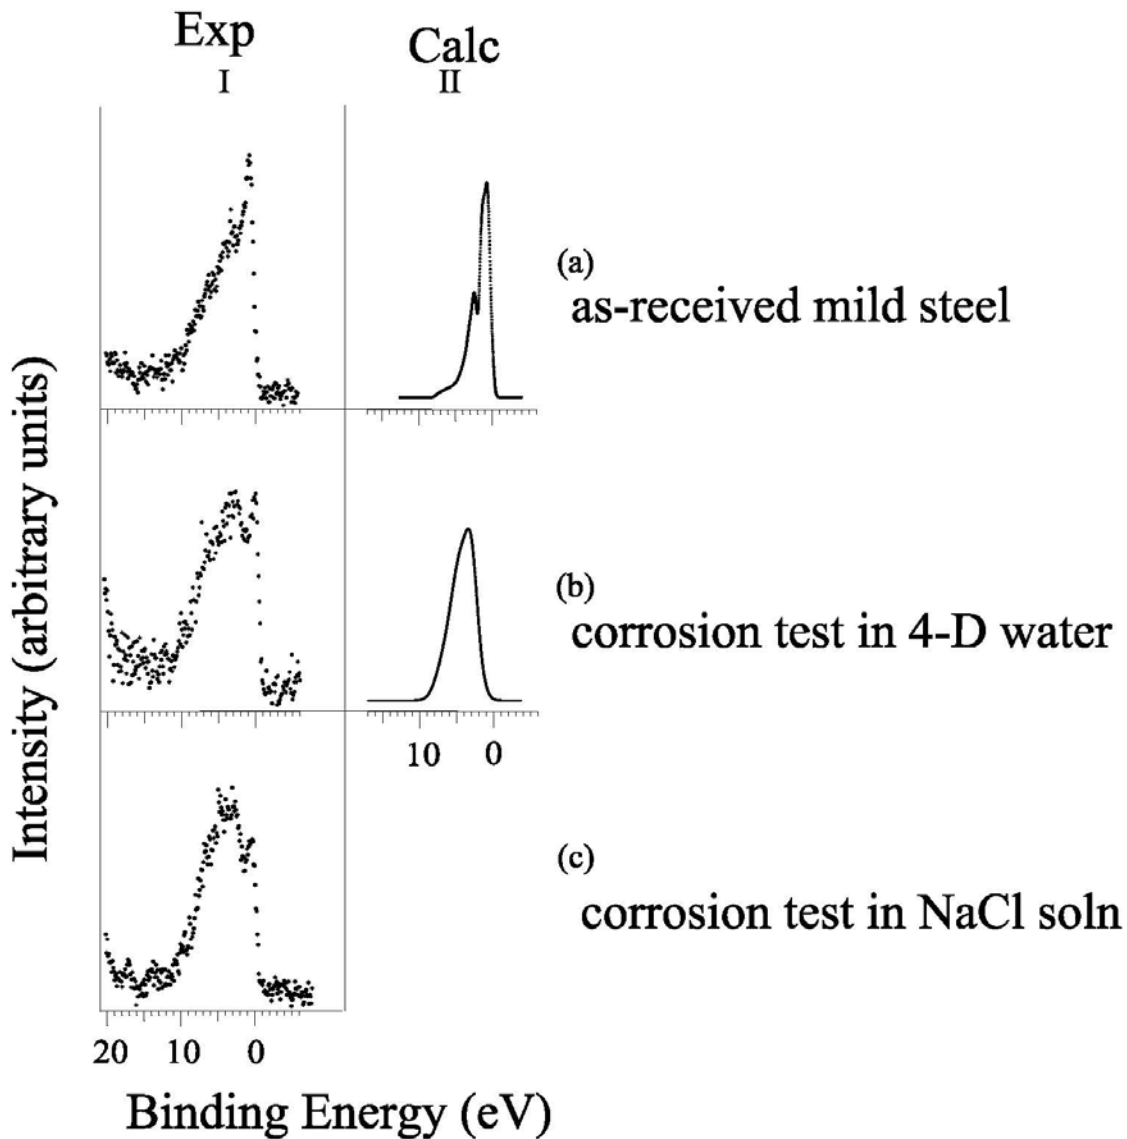 Exp
I
Calc
II
(a)
as-received mild steel
(b)
corrosion test in 4-D water
10 0
(c)
corrosion test in NaCl soln
20 10 0
Binding Energy (eV)
Intensity (arbitrary units)